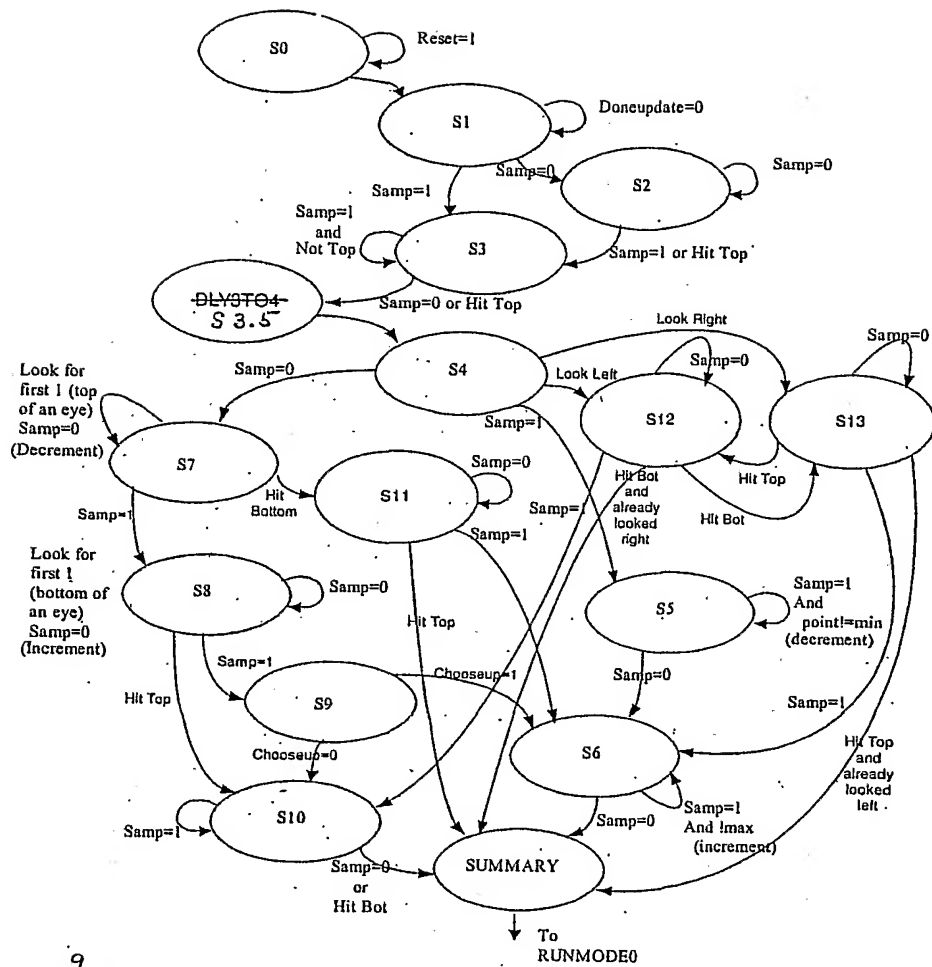 S0
Reset=1
S1
Doneupdate=0
Samp=0
S2
Samp=0
Samp=1
Samp=1
and
Not Top
S3
Samp=1 or Hit Top
DLY3TO4
S 3.5
Samp=0 or Hit Top
S4
Samp=0
Look Right
Look Left
Samp=1
Samp=0
S12
Samp=0
S13
Look for
first 1 (top
of an eye)
Samp=0
(Decrement)
S7
Hit
Bottom
S11
Samp=0
Samp=1
Samp=1
Hit Bot
and
already
looked
right
Hit Top
Hit Bot
Samp=1
Look for
first 1
(bottom of
an eye)
Samp=0
(Increment)
S8
Samp=0
Hit Top
S5
Samp=1
And
point!=min
(decrement)
Samp=1
Hit Top
S9
Chooseup=1
Samp=0
Samp=1
Chooseup=0
S6
Hit Top
and
already
looked
left
S10
Samp=1
Samp=0
Samp=1
And !max
(increment)
Samp=0
or
Hit Bot
SUMMARY
To
RUNMODE0
9